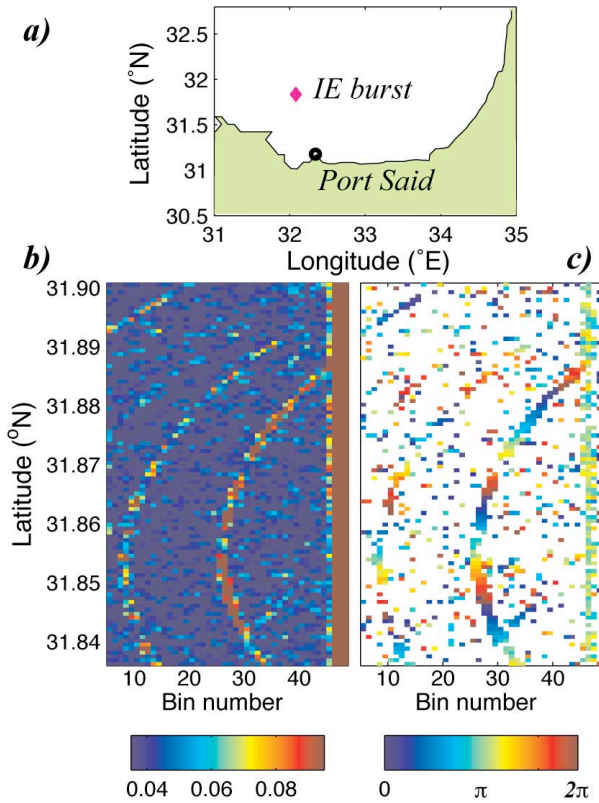 a)
Latitude (°N)
32.5
32
31.5
31
30.5
IE burst
Port Said
31 32 33 34 35
Longitude (°E)
b)
c)
Latitude (°N)
31.90
31.89
31.88
31.87
31.86
31.85
31.84
10 20 30 40
Bin number
10 20 30 40
Bin number
0.04 0.06 0.08
0 π 2π